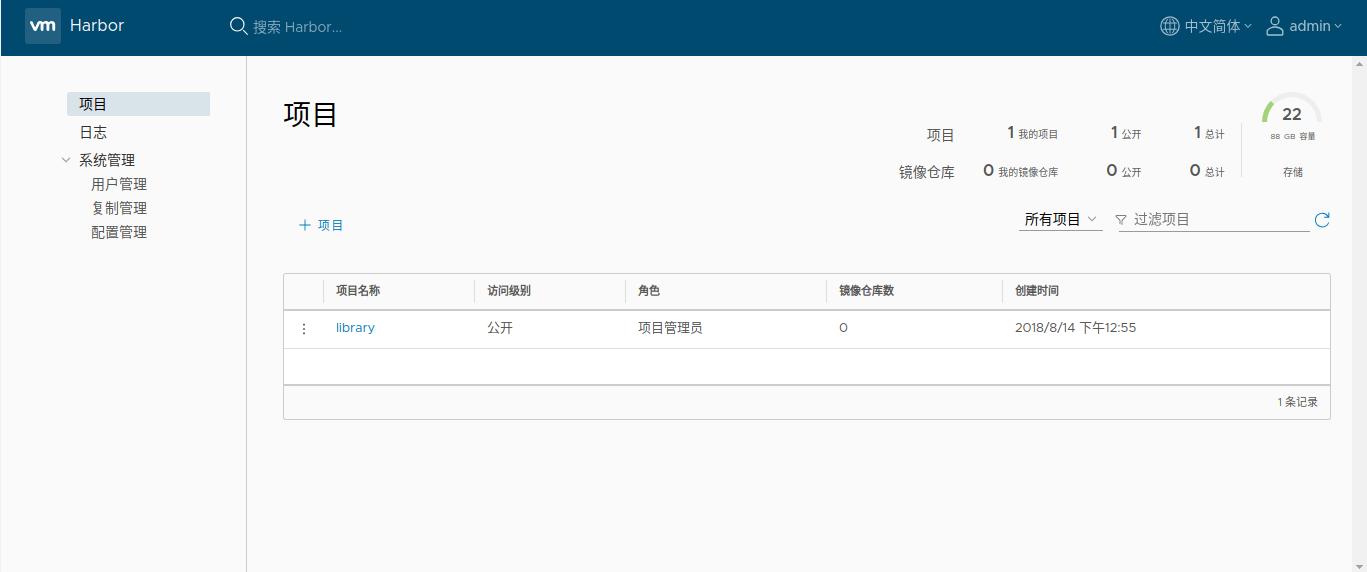 vm Harbor 搜索 Harbor... 中文简体 admin
项目
日志
系统管理
用户管理
复制管理
配置管理
项目
项目 1 我的项目 1 公开 1 总计
镜像仓库 0 我的镜像仓库 0 公开 0 总计
22
88 GB 容量
存储
+ 项目
所有项目 过滤项目
项目名称 访问级别 角色 镜像仓库数 创建时间
library 公开 项目管理员 0 2018/8/14 下午12:55
1 条记录